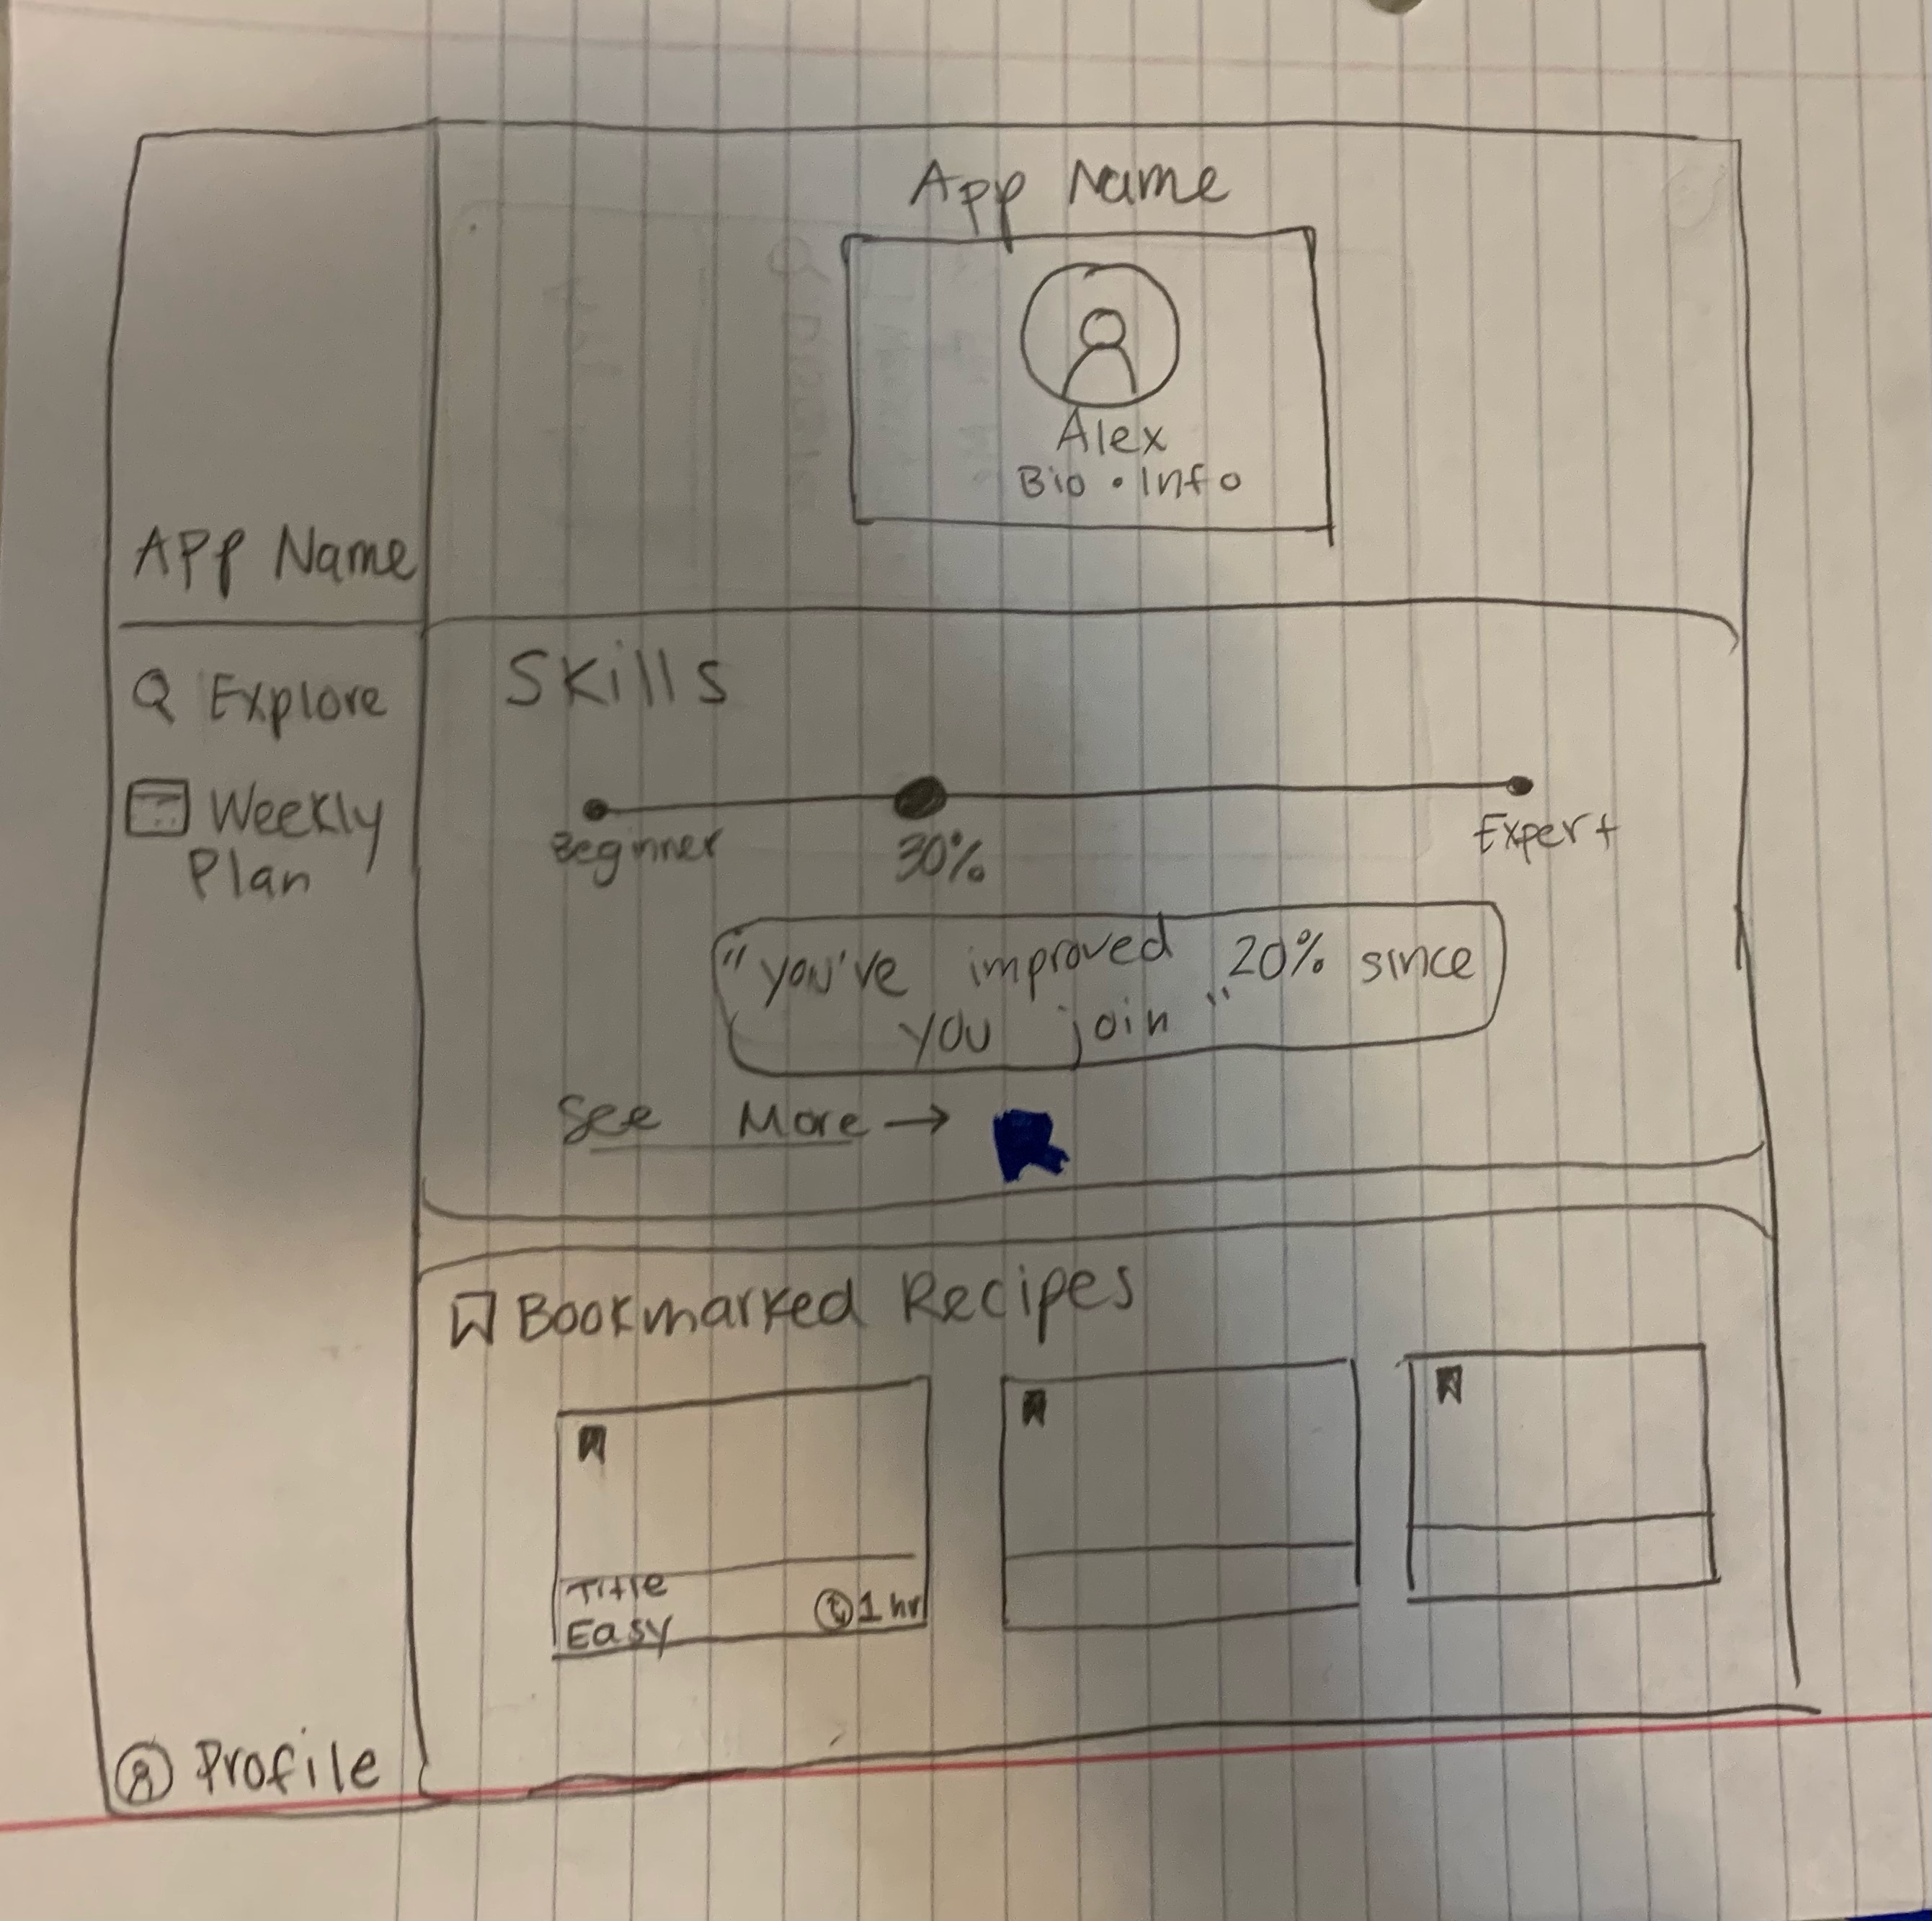 App Name
Alex
Bio • Info
APP Name
Explore
Weekly
Plan
Profile
Skills
Beginner
30%
Expert
"you've improved 20% since
you join"
See More →
Bookmarked Recipes
Title
Easy
1 hr